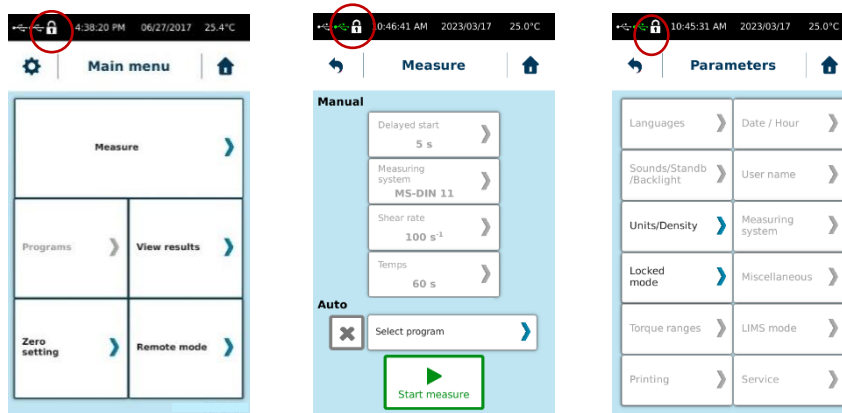 4:38:20 PM 06/27/2017 25.4°C
Main menu
Measure
Programs
View results
Zero
setting
Remote mode
0:46:41 AM 2023/03/17 25.0°C
Measure
Manual
Delayed start
5 s
Measuring
system
MS-DIN 11
Shear rate
100 s⁻¹
Temps
60 s
Auto
Select program
Start measure
10:45:31 AM 2023/03/17 25.0°C
Parameters
Languages
Date / Hour
Sounds/Standb
/Backlight
User name
Units/Density
Measuring
system
Locked
mode
Miscellaneous
Torque ranges
LIMS mode
Printing
Service